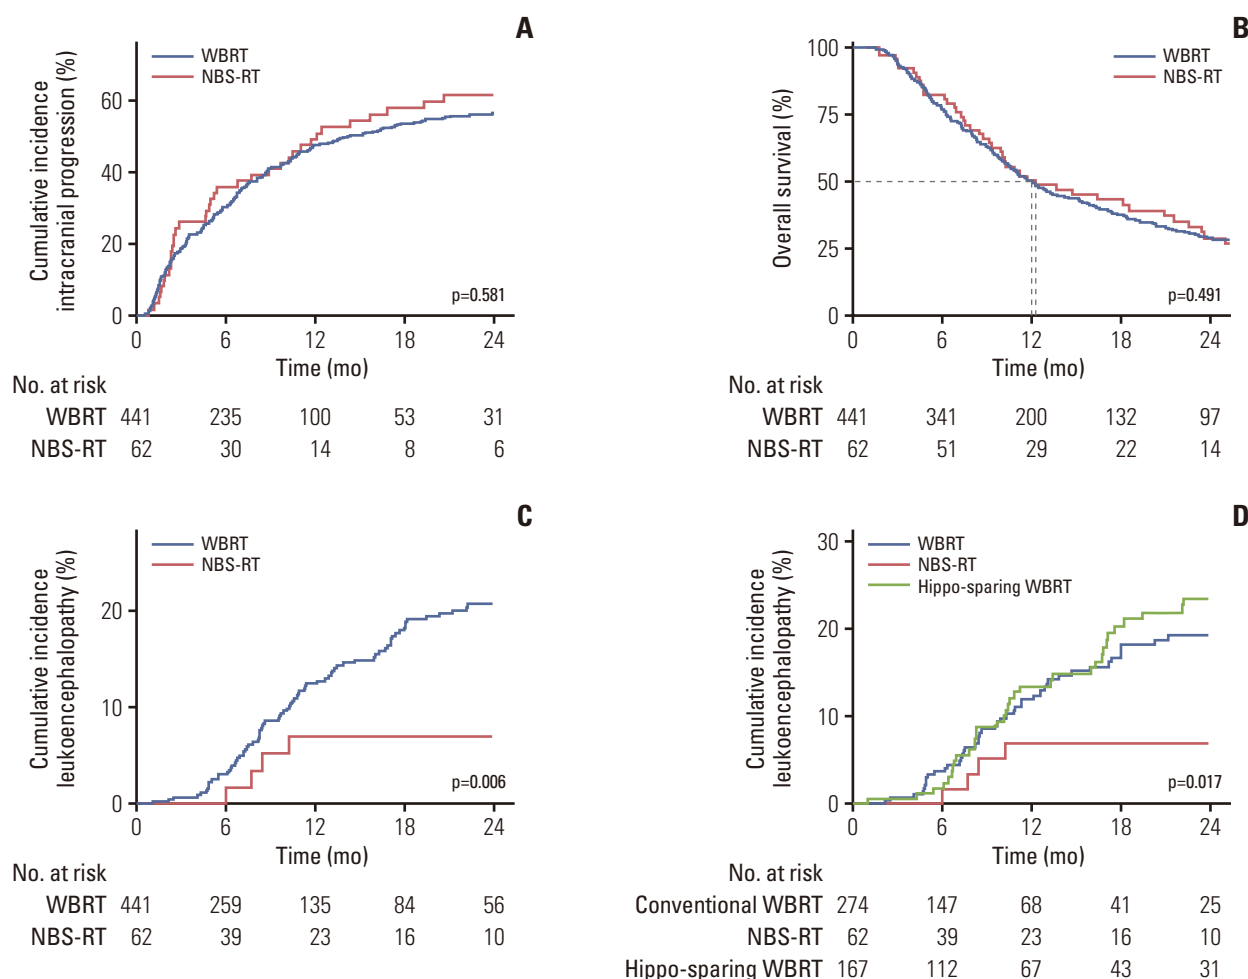 A
Cumulative incidence
intracranial progression (%)
WBRT
NBS-RT
60
40
20
0
p=0.581
0 6 12 18 24
Time (mo)
No. at risk
WBRT 441 235 100 53 31
NBS-RT 62 30 14 8 6
B
Overall survival (%)
WBRT
NBS-RT
100
75
50
25
0
p=0.491
0 6 12 18 24
Time (mo)
No. at risk
WBRT 441 341 200 132 97
NBS-RT 62 51 29 22 14
C
Cumulative incidence
leukoencephalopathy (%)
WBRT
NBS-RT
20
10
0
p=0.006
0 6 12 18 24
Time (mo)
No. at risk
WBRT 441 259 135 84 56
NBS-RT 62 39 23 16 10
D
Cumulative incidence
leukoencephalopathy (%)
WBRT
NBS-RT
Hippo-sparing WBRT
30
20
10
0
p=0.017
0 6 12 18 24
Time (mo)
No. at risk
Conventional WBRT 274 147 68 41 25
NBS-RT 62 39 23 16 10
Hippo-sparing WBRT 167 112 67 43 31